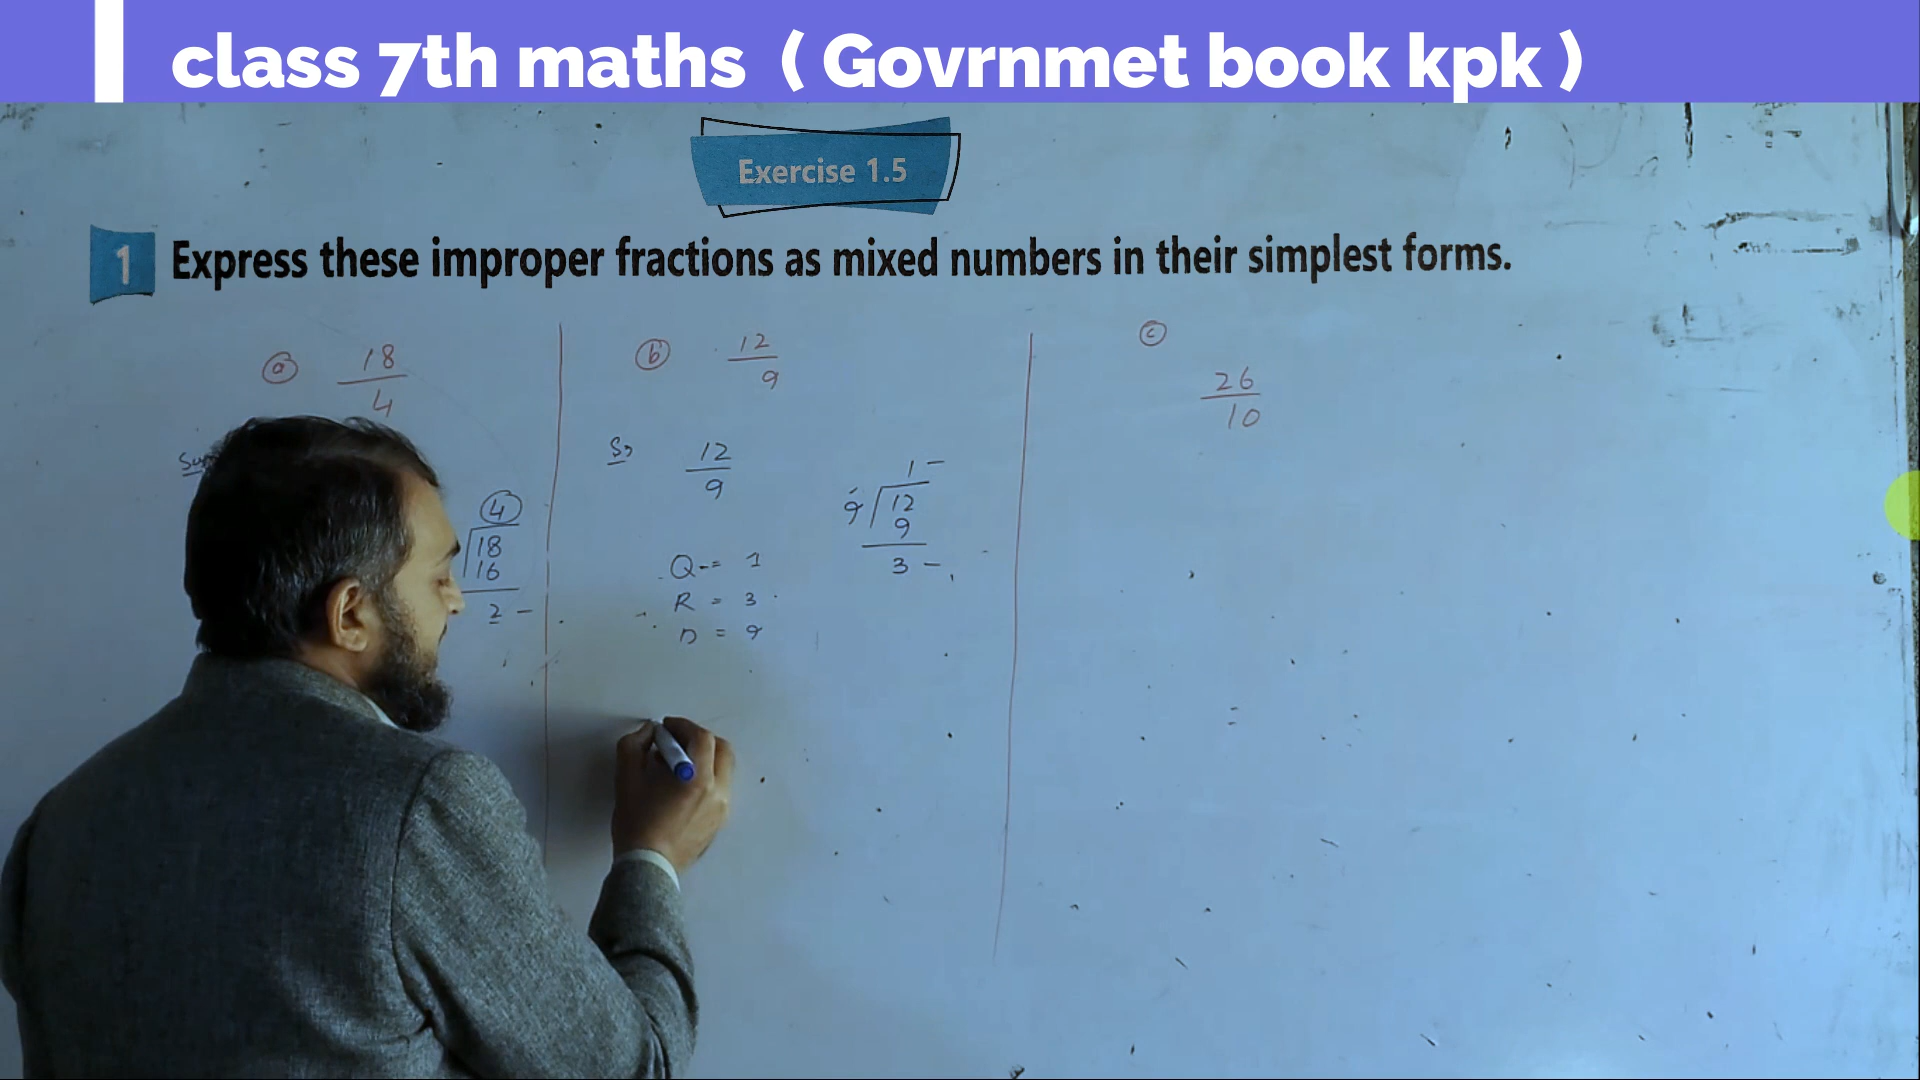 class 7th maths ( Govrnmet book kpk )
Exercise 1.5
1 Express these improper fractions as mixed numbers in their simplest forms.
a 18/4
4
18
16
2 –
b 12/9
12/9
1 –
9 12
9
3 –
Q = 1
R = 3
D = 9
c
26/10
=